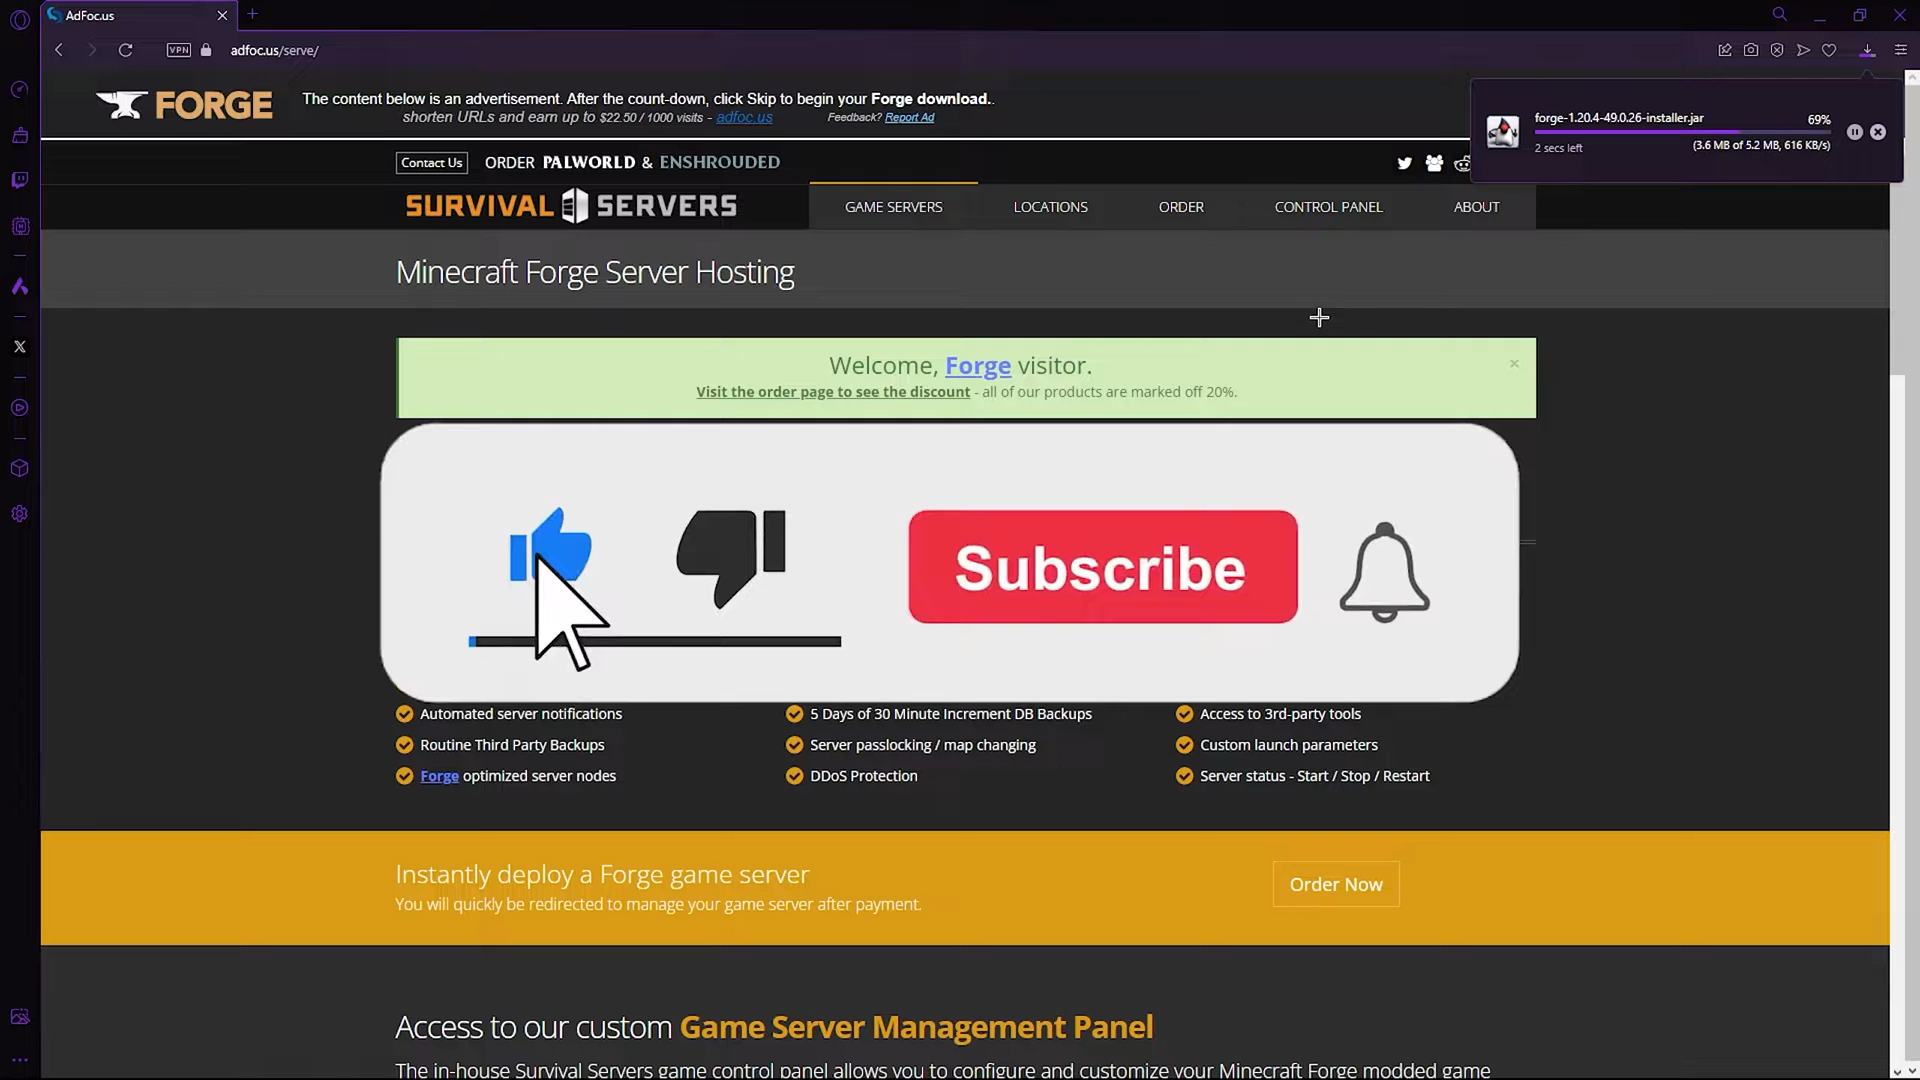 AdFoc.us
VPN
adfoc.us/serve/
FORGE
The content below is an advertisement. After the count-down, click Skip to begin your Forge download..
shorten URLs and earn up to $22.50 / 1000 visits - adfoc.us
Feedback? Report Ad
forge-1.20.4-49.0.26-installer.jar
69%
2 secs left
(3.6 MB of 5.2 MB, 616 KB/s)
Contact Us
ORDER PALWORLD & ENSHROUDED
SURVIVAL SERVERS
GAME SERVERS
LOCATIONS
ORDER
CONTROL PANEL
ABOUT
Minecraft Forge Server Hosting
Welcome, Forge visitor.
Visit the order page to see the discount - all of our products are marked off 20%.
Subscribe
Automated server notifications
5 Days of 30 Minute Increment DB Backups
Access to 3rd-party tools
Routine Third Party Backups
Server passlocking / map changing
Custom launch parameters
Forge optimized server nodes
DDoS Protection
Server status - Start / Stop / Restart
Instantly deploy a Forge game server
You will quickly be redirected to manage your game server after payment.
Order Now
Access to our custom Game Server Management Panel
The in-house Survival Servers game control panel allows you to configure and customize your Minecraft Forge modded game